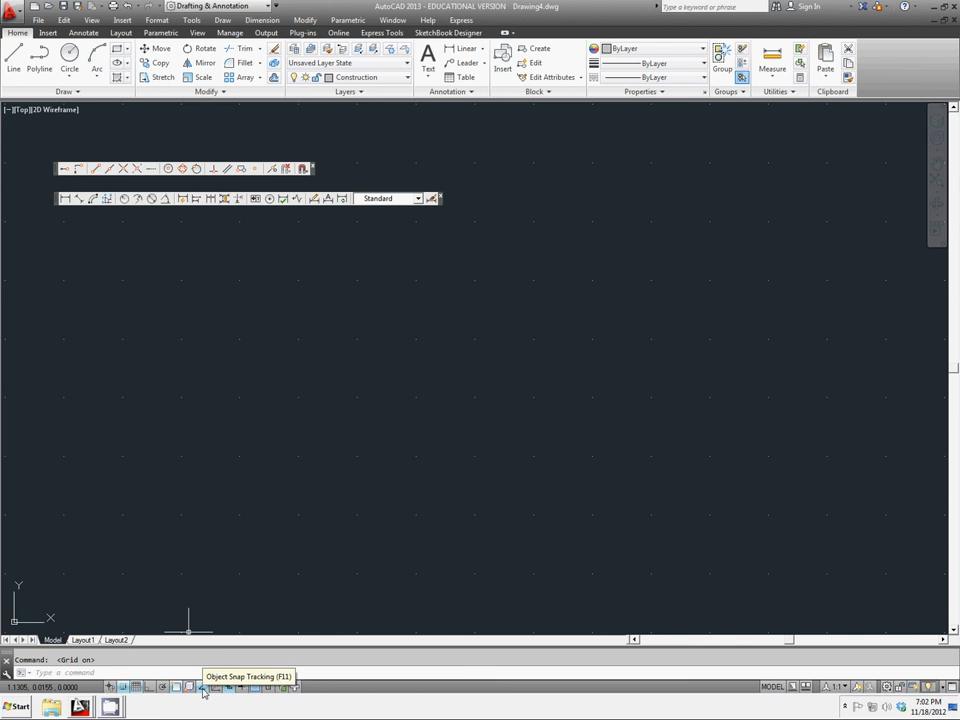 Drafting & Annotation
AutoCAD 2013 - EDUCATIONAL VERSION Drawing4.dwg
Type a keyword or phrase
Sign In
File Edit View Insert Format Tools Draw Dimension Modify Parametric Window Help Express
Home Insert Annotate Layout Parametric View Manage Output Plug-ins Online Express Tools SketchBook Designer
Line Polyline Circle Arc
Move Rotate Trim
Copy Mirror Fillet
Stretch Scale Array
Unsaved Layer State
Construction
Text
Linear
Leader
Table
Insert
Create
Edit
Edit Attributes
ByLayer
ByLayer
ByLayer
Group
Measure
Paste
Draw Modify Layers Annotation Block Properties Groups Utilities Clipboard
[−][Top][2D Wireframe]
Standard
Y
X
Model Layout1 Layout2
Command: <Grid on>
Type a command
Object Snap Tracking (F11)
1.1305, 0.0155 , 0.0000
MODEL
1:1
Start
7:02 PM
11/18/2012